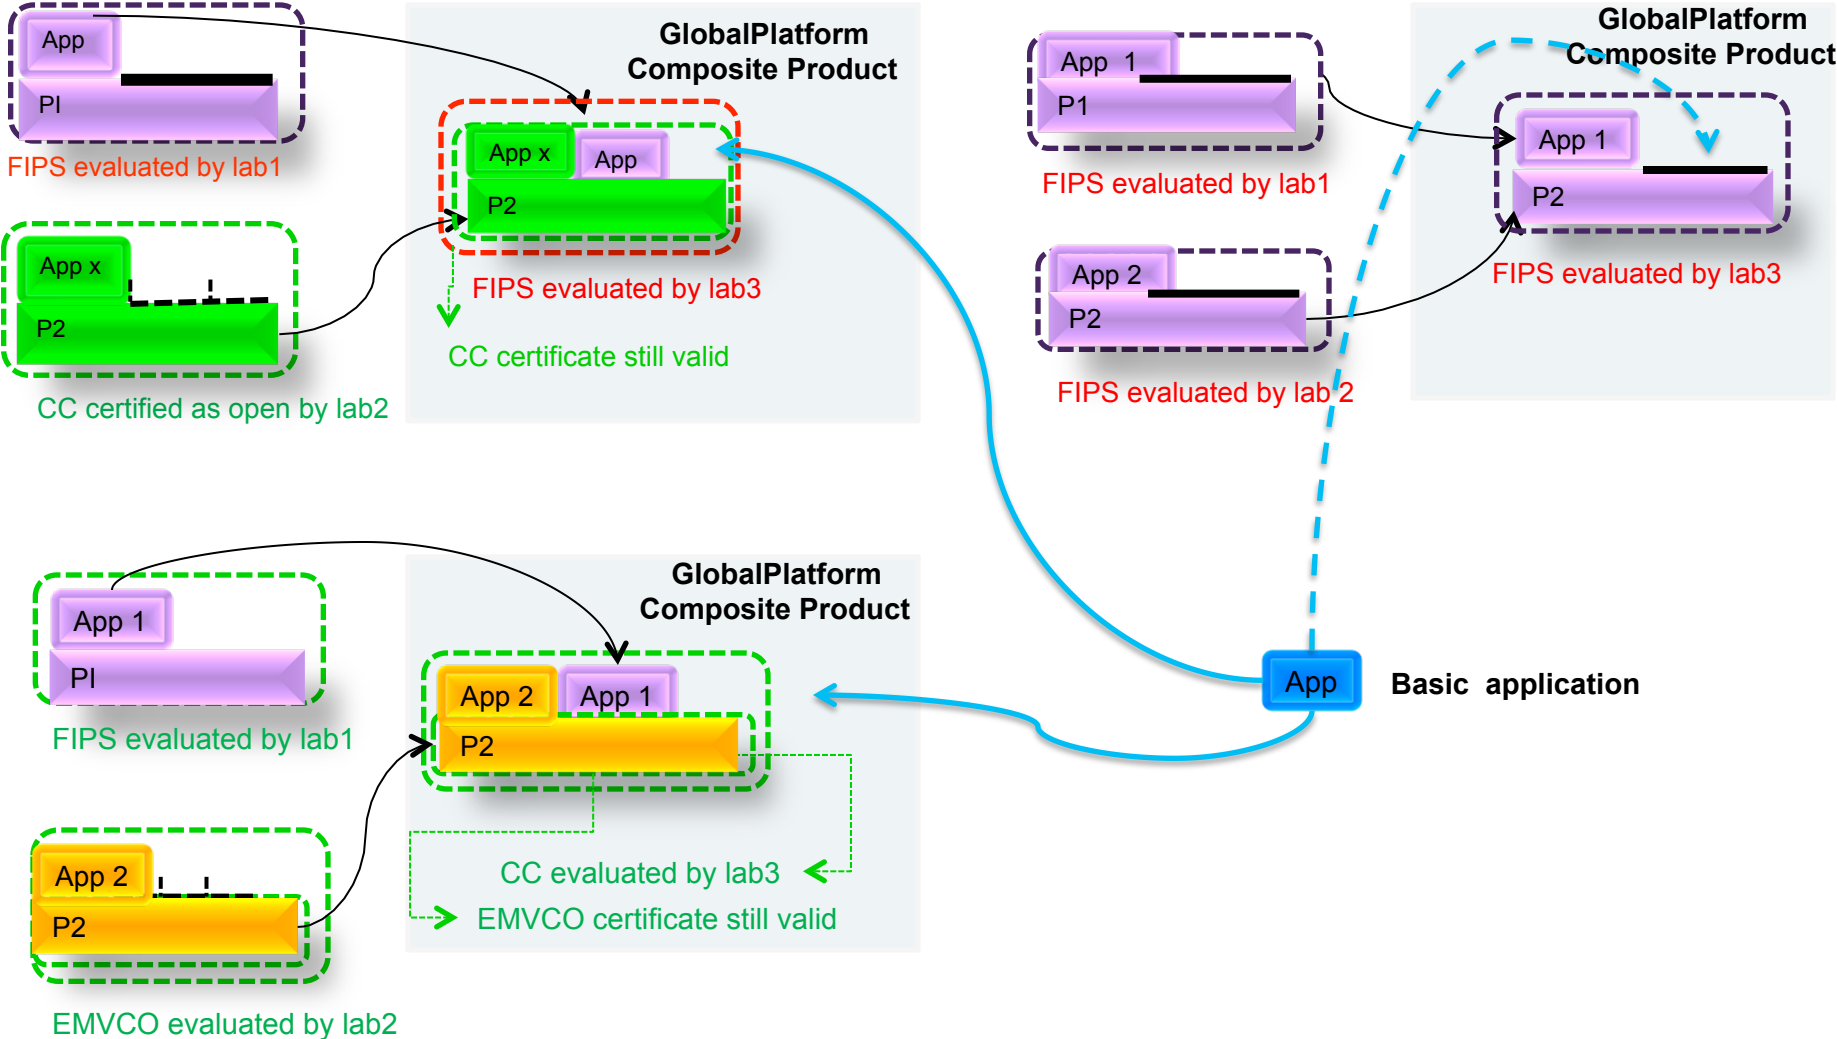 App
PI
FIPS evaluated by lab1
App x
P2
CC certified as open by lab2
GlobalPlatform
Composite Product
App x
App
P2
FIPS evaluated by lab3
CC certificate still valid
App 1
P1
FIPS evaluated by lab1
App 2
P2
FIPS evaluated by lab 2
GlobalPlatform
Composite Product
App 1
P2
FIPS evaluated by lab3
App 1
PI
FIPS evaluated by lab1
App 2
P2
EMVCO evaluated by lab2
GlobalPlatform
Composite Product
App 2
App 1
P2
CC evaluated by lab3
EMVCO certificate still valid
App
Basic application